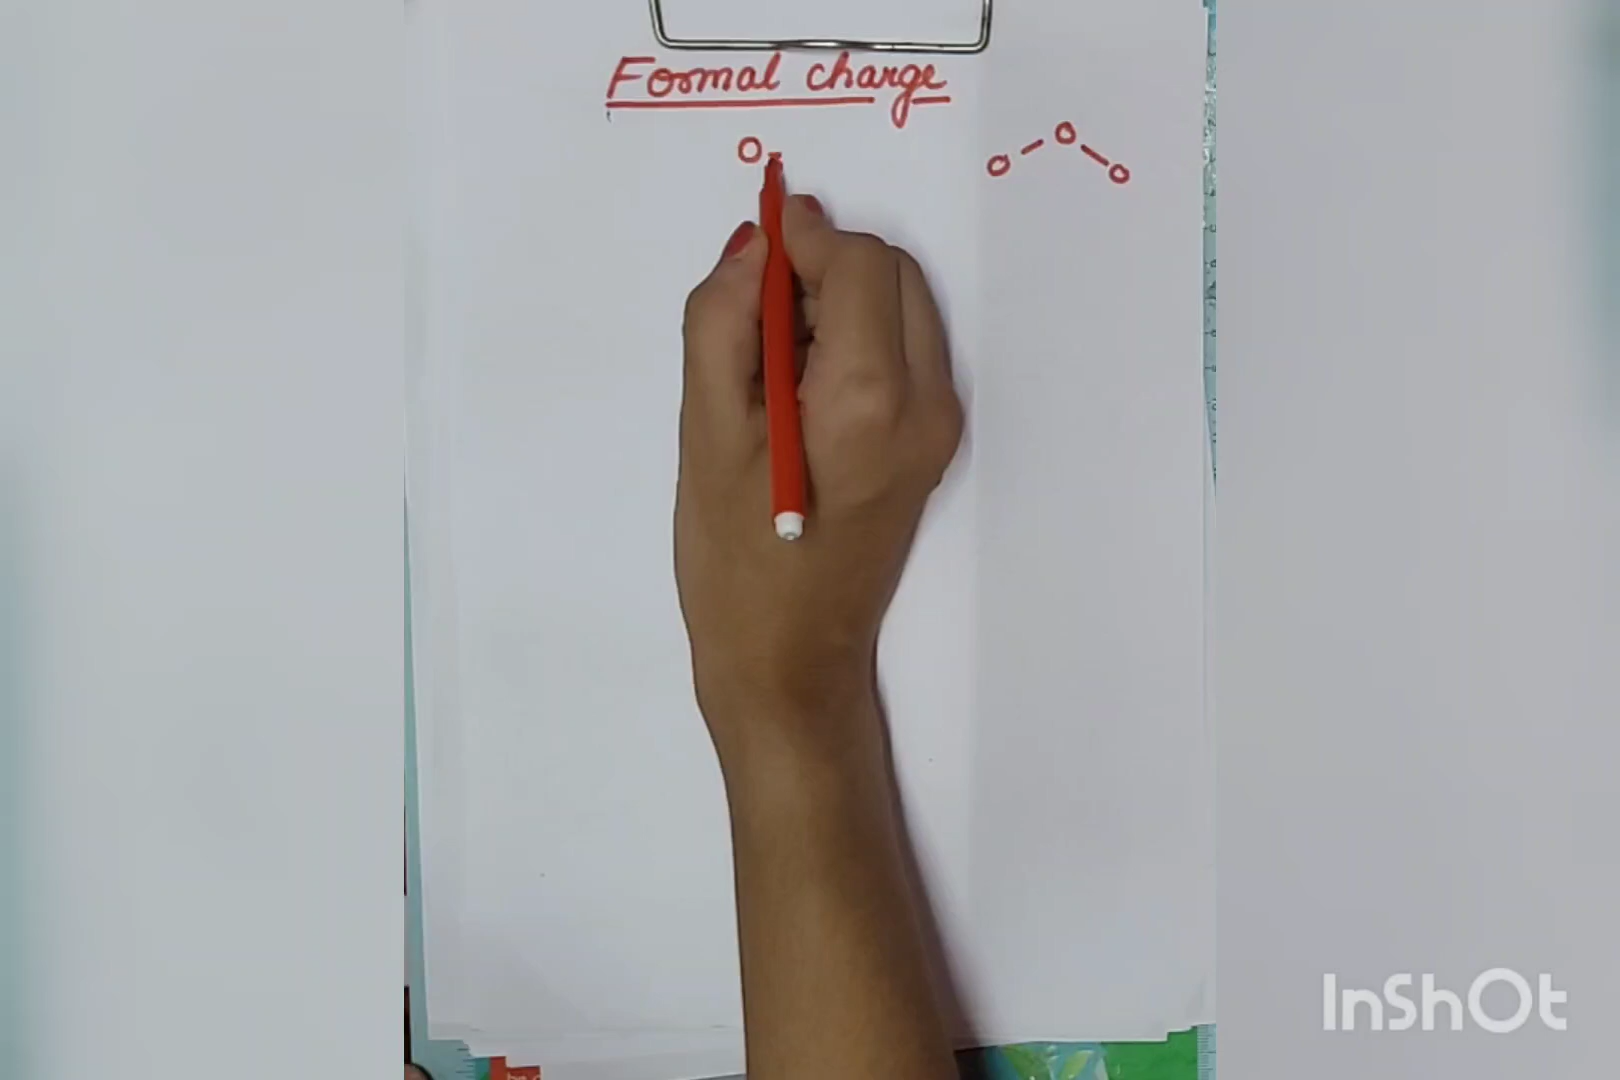 Formal charge
O
O - O - O
InShOt